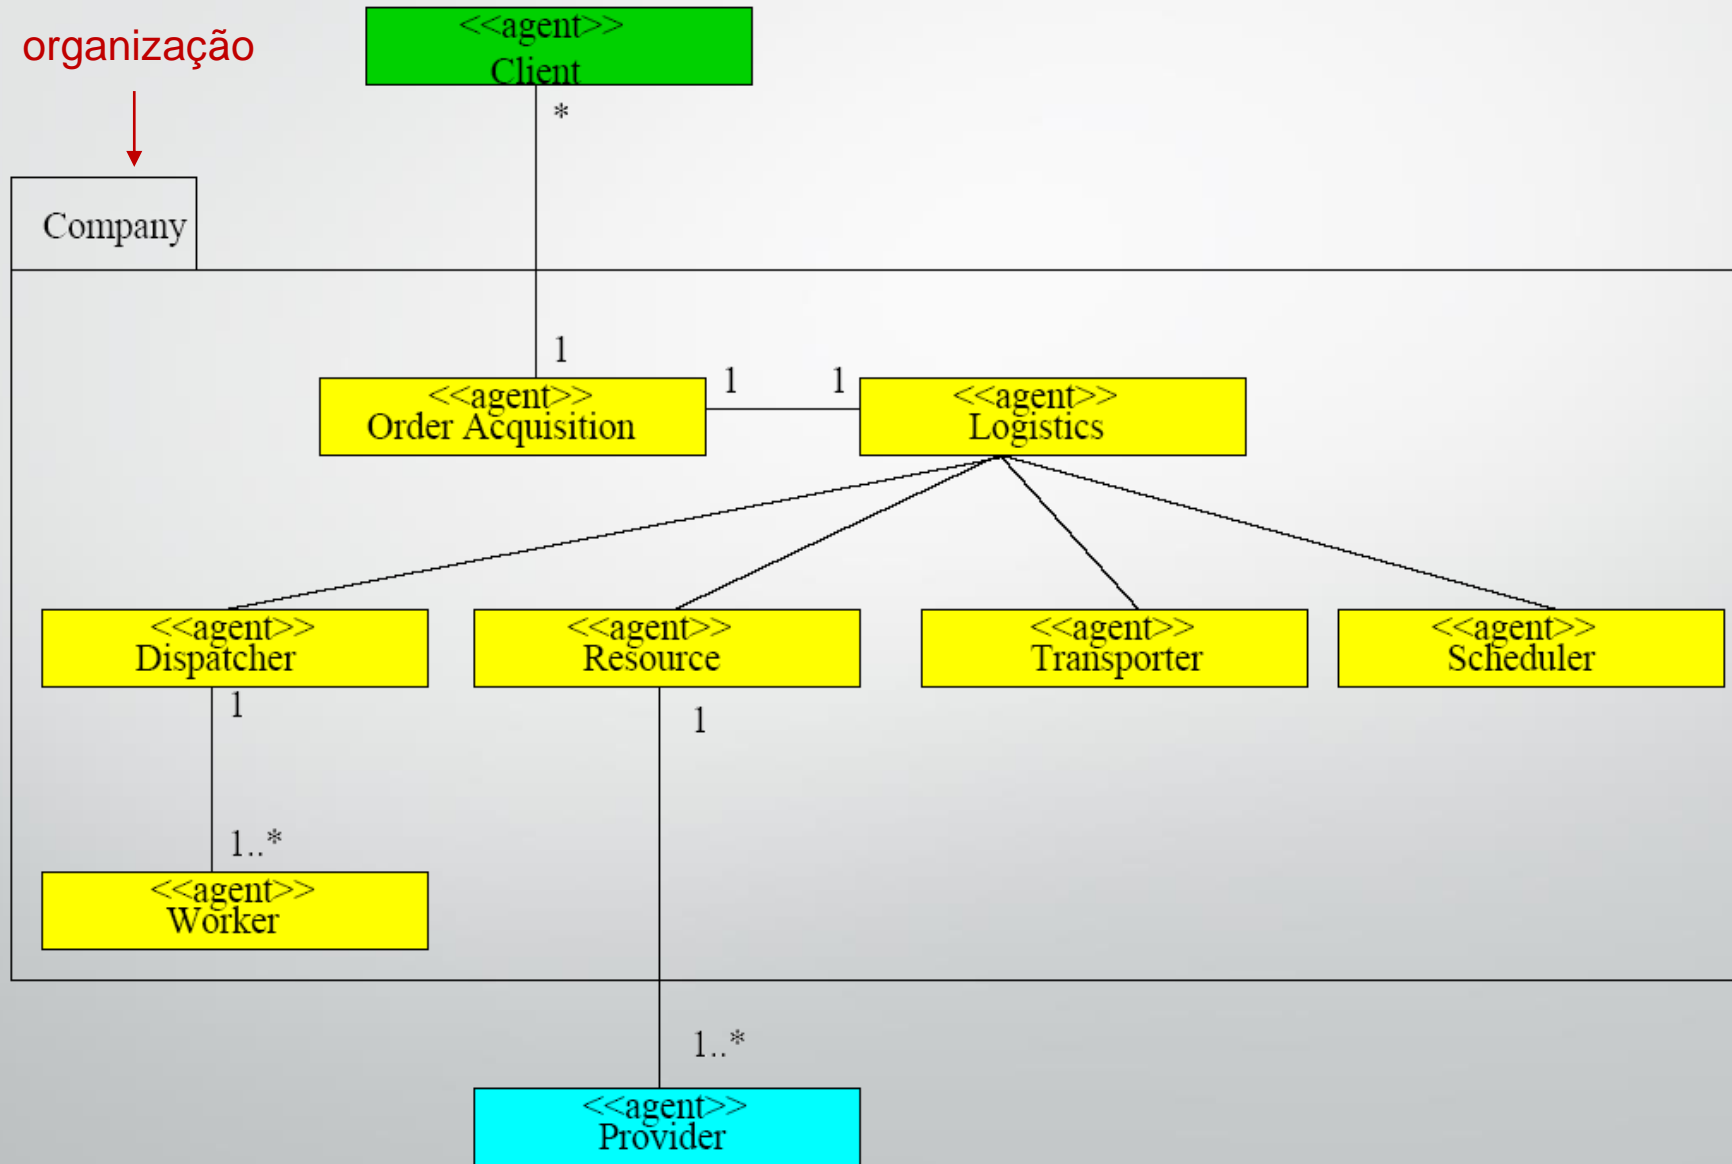 organização
<<agent>>
Client
*
Company
1
<<agent>>
Order Acquisition
1
1
<<agent>>
Logistics
<<agent>>
Dispatcher
<<agent>>
Resource
<<agent>>
Transporter
<<agent>>
Scheduler
1
1
1..*
<<agent>>
Worker
1..*
<<agent>>
Provider